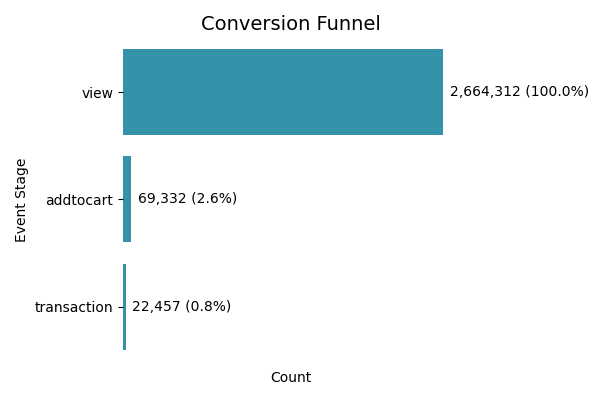 Conversion Funnel
Event Stage
view
2,664,312 (100.0%)
addtocart
69,332 (2.6%)
transaction
22,457 (0.8%)
Count